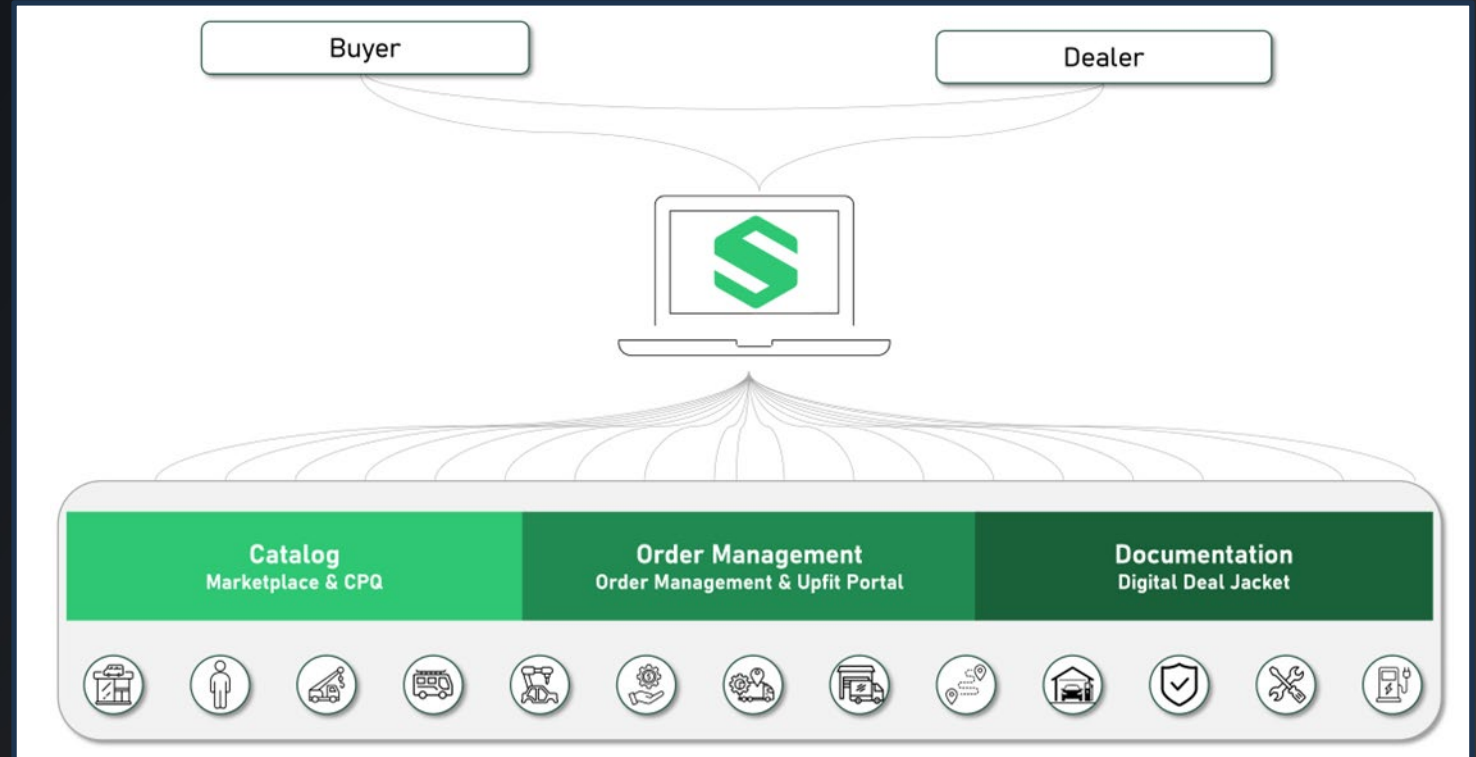 Buyer
Dealer
Catalog
Marketplace & CPQ
Order Management
Order Management & Upfit Portal
Documentation
Digital Deal Jacket